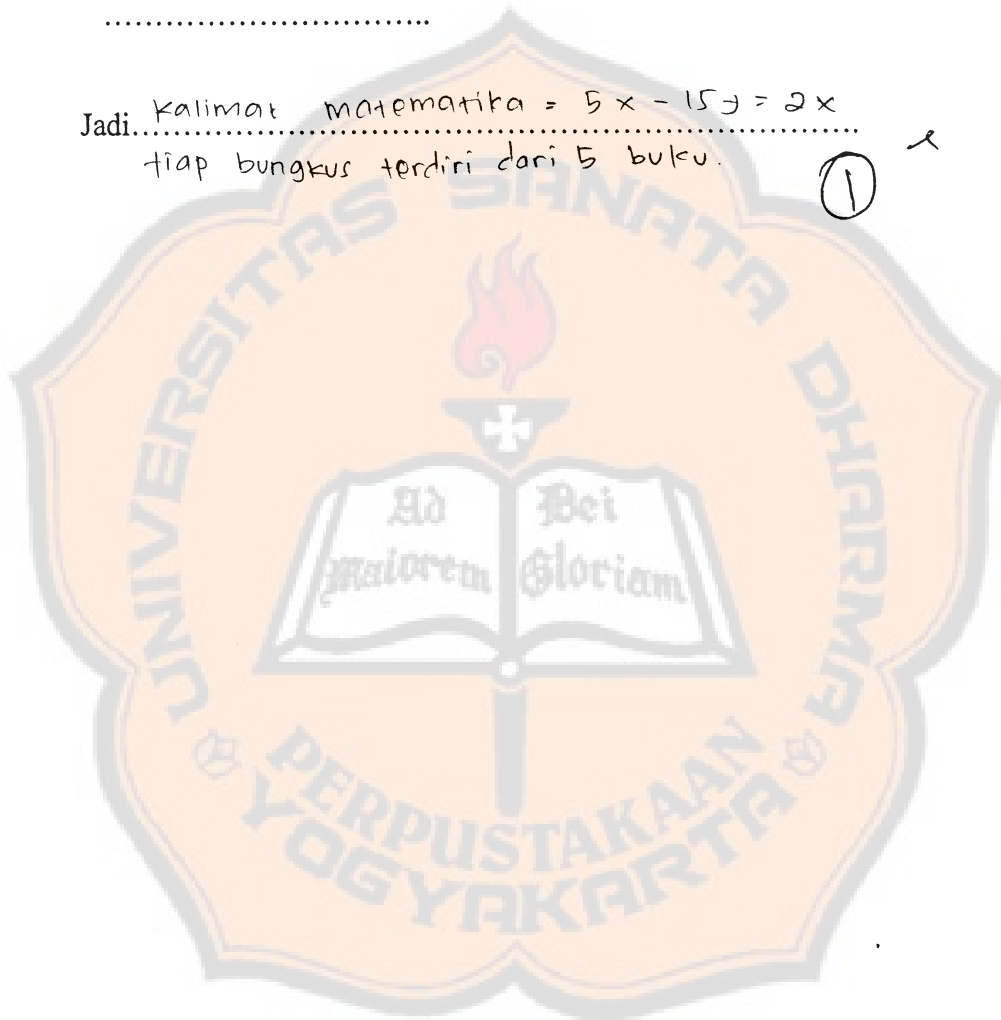 ……………………………..
Jadi. Kalimat matematika = 5x - 15y = 2x
tiap bungkus terdiri dari 5 buku.
1
UNIVERSITAS SANATA DHARMA
Ad Dei
Maiorem Gloriam
PERPUSTAKAAN
YOGYAKARTA